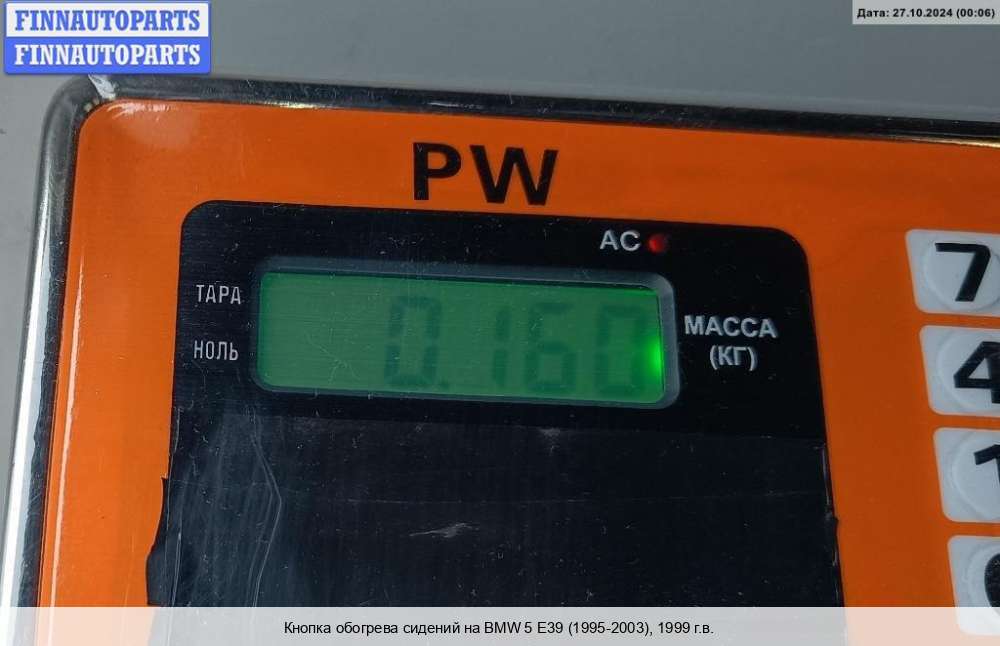 FINNAUTOPARTS
FINNAUTOPARTS
Дата: 27.10.2024 (00:06)
PW
AC
ТАРА
0.160
МАССА
(КГ)
НОЛЬ
7
4
1
Кнопка обогрева сидений на BMW 5 E39 (1995-2003), 1999 г.в.